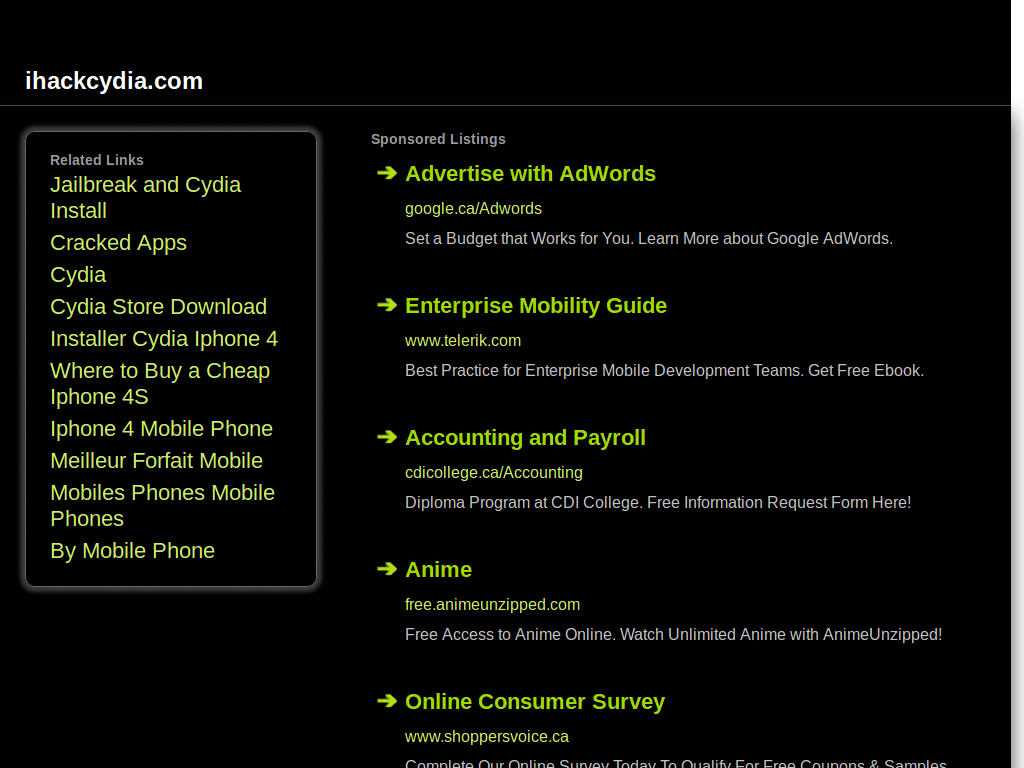 ihackcydia.com
Related Links
Jailbreak and Cydia
Install
Cracked Apps
Cydia
Cydia Store Download
Installer Cydia Iphone 4
Where to Buy a Cheap
Iphone 4S
Iphone 4 Mobile Phone
Meilleur Forfait Mobile
Mobiles Phones Mobile
Phones
By Mobile Phone
Sponsored Listings
Advertise with AdWords
google.ca/Adwords
Set a Budget that Works for You. Learn More about Google AdWords.
Enterprise Mobility Guide
www.telerik.com
Best Practice for Enterprise Mobile Development Teams. Get Free Ebook.
Accounting and Payroll
cdicollege.ca/Accounting
Diploma Program at CDI College. Free Information Request Form Here!
Anime
free.animeunzipped.com
Free Access to Anime Online. Watch Unlimited Anime with AnimeUnzipped!
Online Consumer Survey
www.shoppersvoice.ca
Complete Our Online Survey Today To Qualify For Free Coupons & Samples